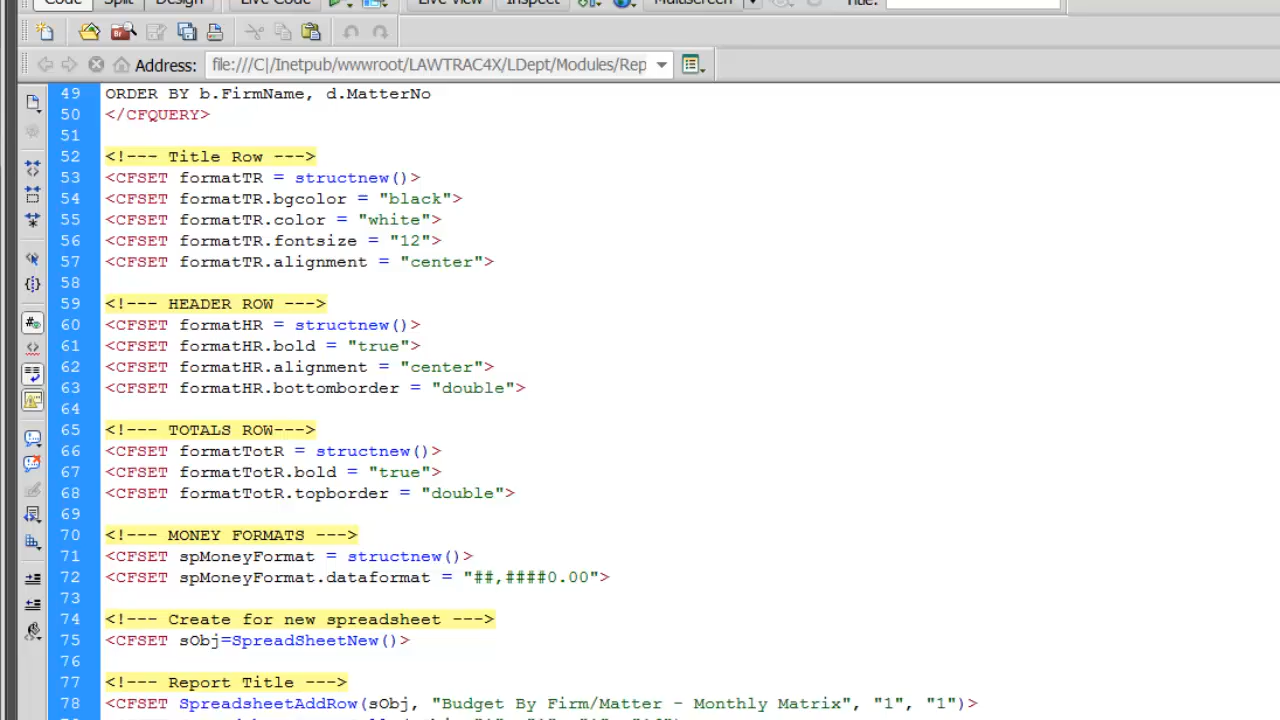 Code Split Design Live Code Live View Inspect Multiscreen Title:
Address: file:///C|/Inetpub/wwwroot/LAWTRAC4X/LDept/Modules/Rep
49 ORDER BY b.FirmName, d.MatterNo
50 </CFQUERY>
51
52 <!--- Title Row --->
53 <CFSET formatTR = structnew()>
54 <CFSET formatTR.bgcolor = "black">
55 <CFSET formatTR.color = "white">
56 <CFSET formatTR.fontsize = "12">
57 <CFSET formatTR.alignment = "center">
58
59 <!--- HEADER ROW --->
60 <CFSET formatHR = structnew()>
61 <CFSET formatHR.bold = "true">
62 <CFSET formatHR.alignment = "center">
63 <CFSET formatHR.bottomborder = "double">
64
65 <!--- TOTALS ROW--->
66 <CFSET formatTotR = structnew()>
67 <CFSET formatTotR.bold = "true">
68 <CFSET formatTotR.topborder = "double">
69
70 <!--- MONEY FORMATS --->
71 <CFSET spMoneyFormat = structnew()>
72 <CFSET spMoneyFormat.dataformat = "##,####0.00">
73
74 <!--- Create for new spreadsheet --->
75 <CFSET sObj=SpreadSheetNew()>
76
77 <!--- Report Title --->
78 <CFSET SpreadsheetAddRow(sObj, "Budget By Firm/Matter - Monthly Matrix", "1", "1")>